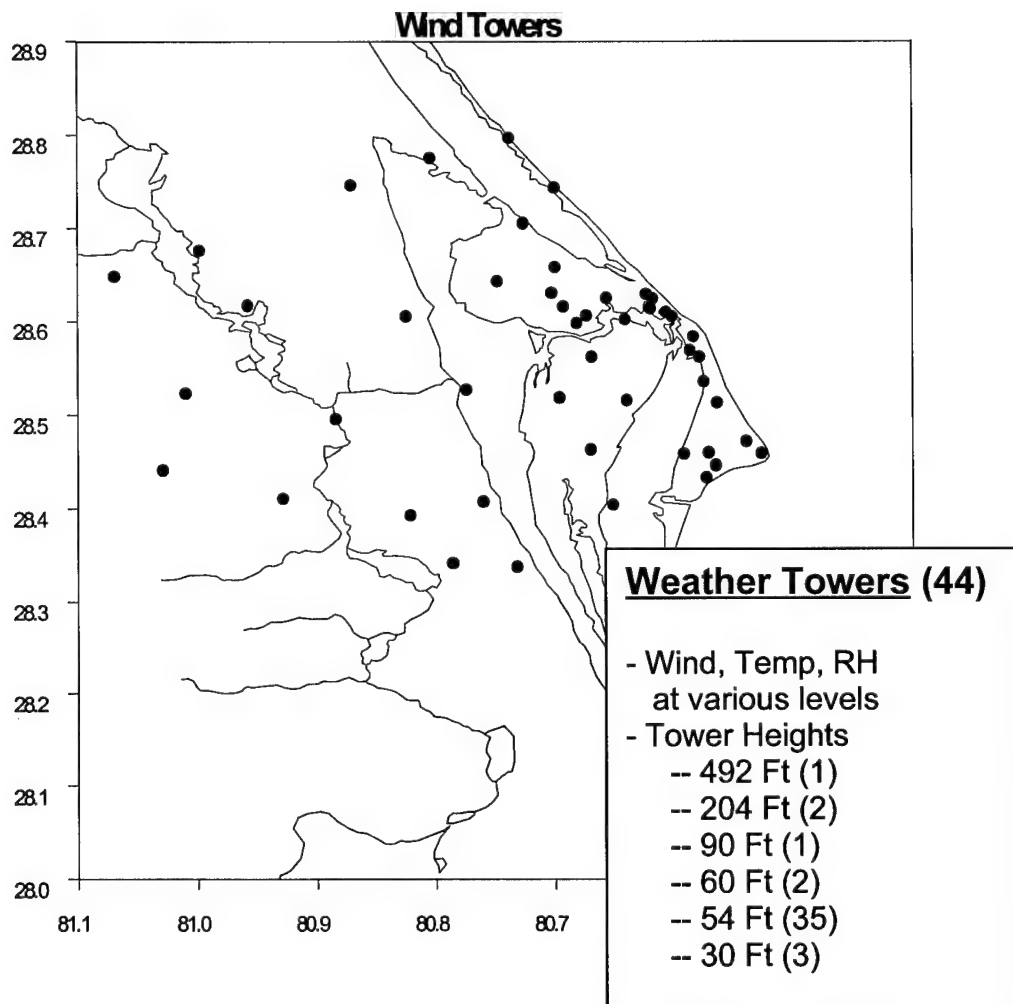 Wind Towers
28.9
28.8
28.7
28.6
28.5
28.4
28.3
28.2
28.1
28.0
81.1 81.0 80.9 80.8 80.7
Weather Towers (44)
- Wind, Temp, RH
at various levels
- Tower Heights
-- 492 Ft (1)
-- 204 Ft (2)
-- 90 Ft (1)
-- 60 Ft (2)
-- 54 Ft (35)
-- 30 Ft (3)